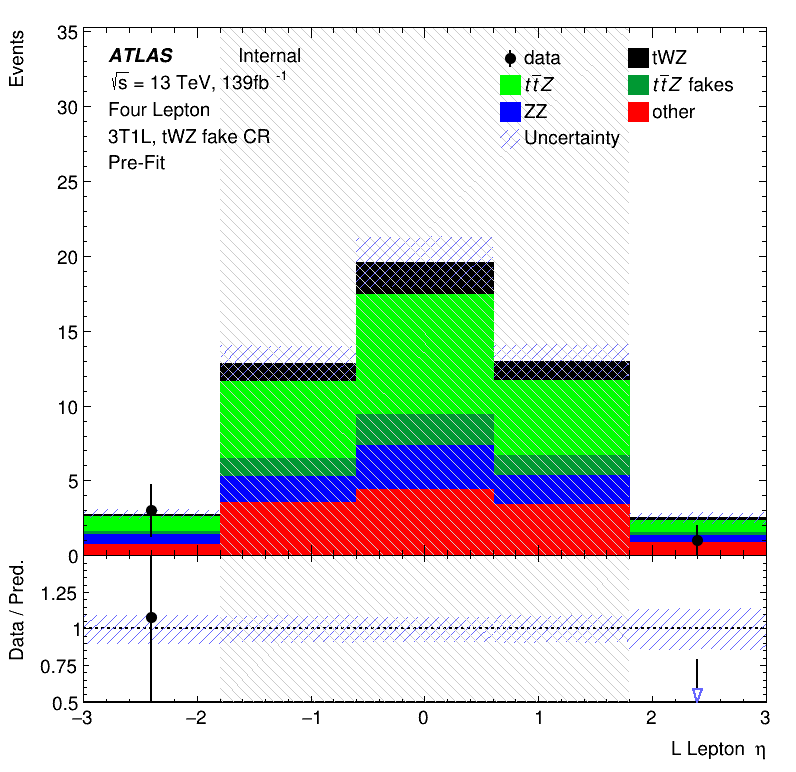 Events
35
30
25
20
15
10
5
0
ATLAS Internal
√s = 13 TeV, 139fb⁻¹
Four Lepton
3T1L, tWZ fake CR
Pre-Fit
data tWZ
tt̄Z tt̄Z fakes
ZZ other
Uncertainty
Data / Pred.
1.25
1
0.75
0.5
−3 −2 −1 0 1 2 3
L Lepton η